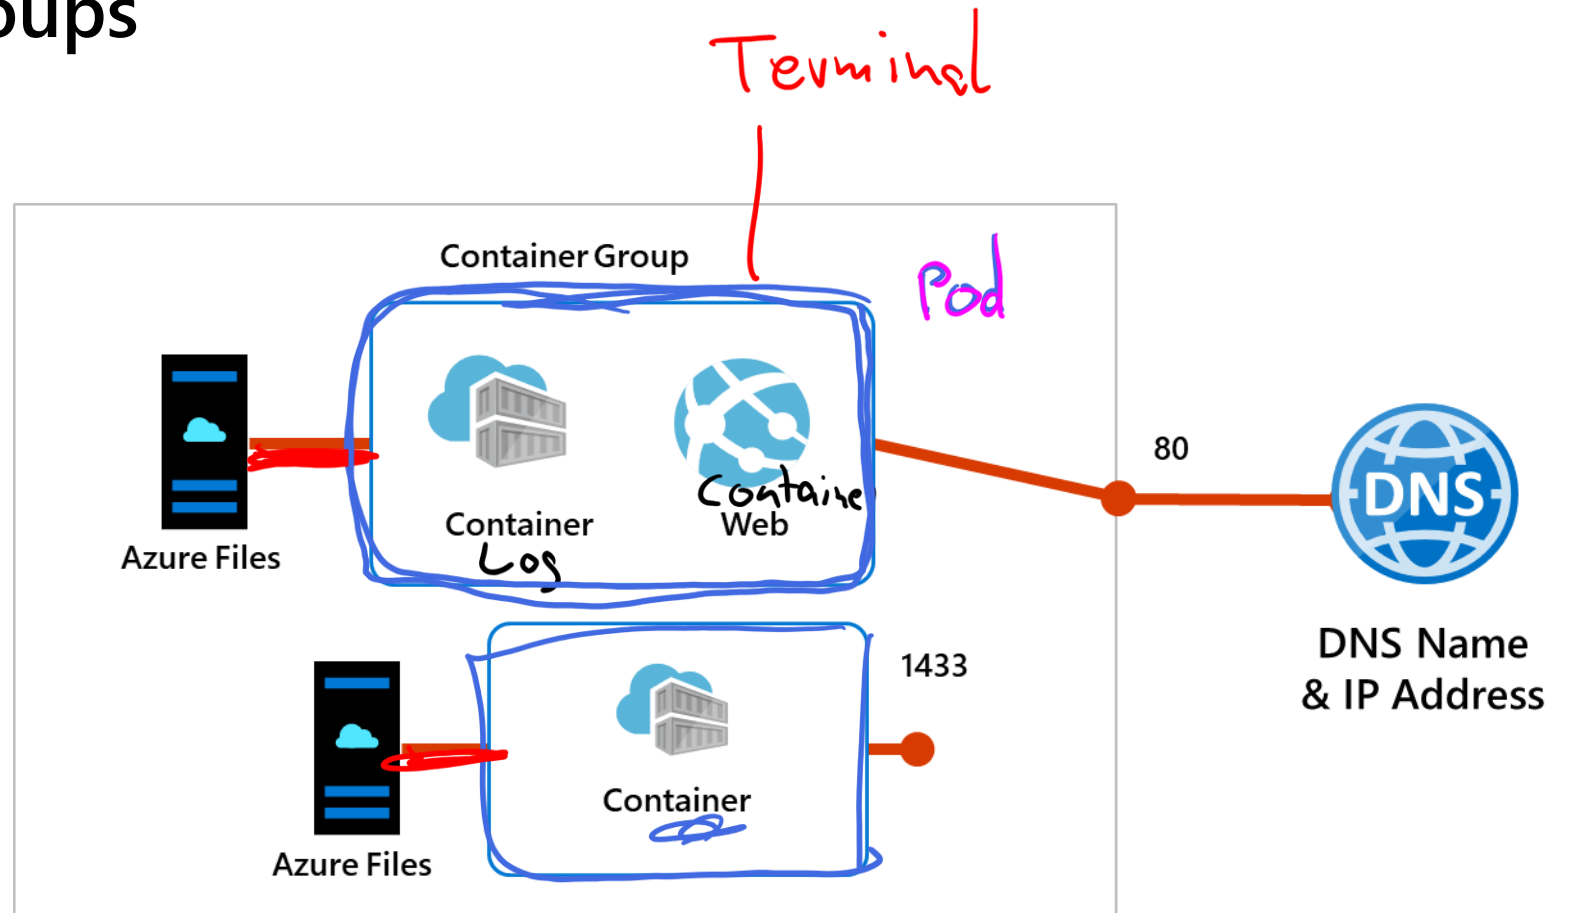 oups
Terminal
Container Group
Pod
80
DNS
Container
Web
Container
Log
Azure Files
DNS Name
& IP Address
1433
Container
Azure Files